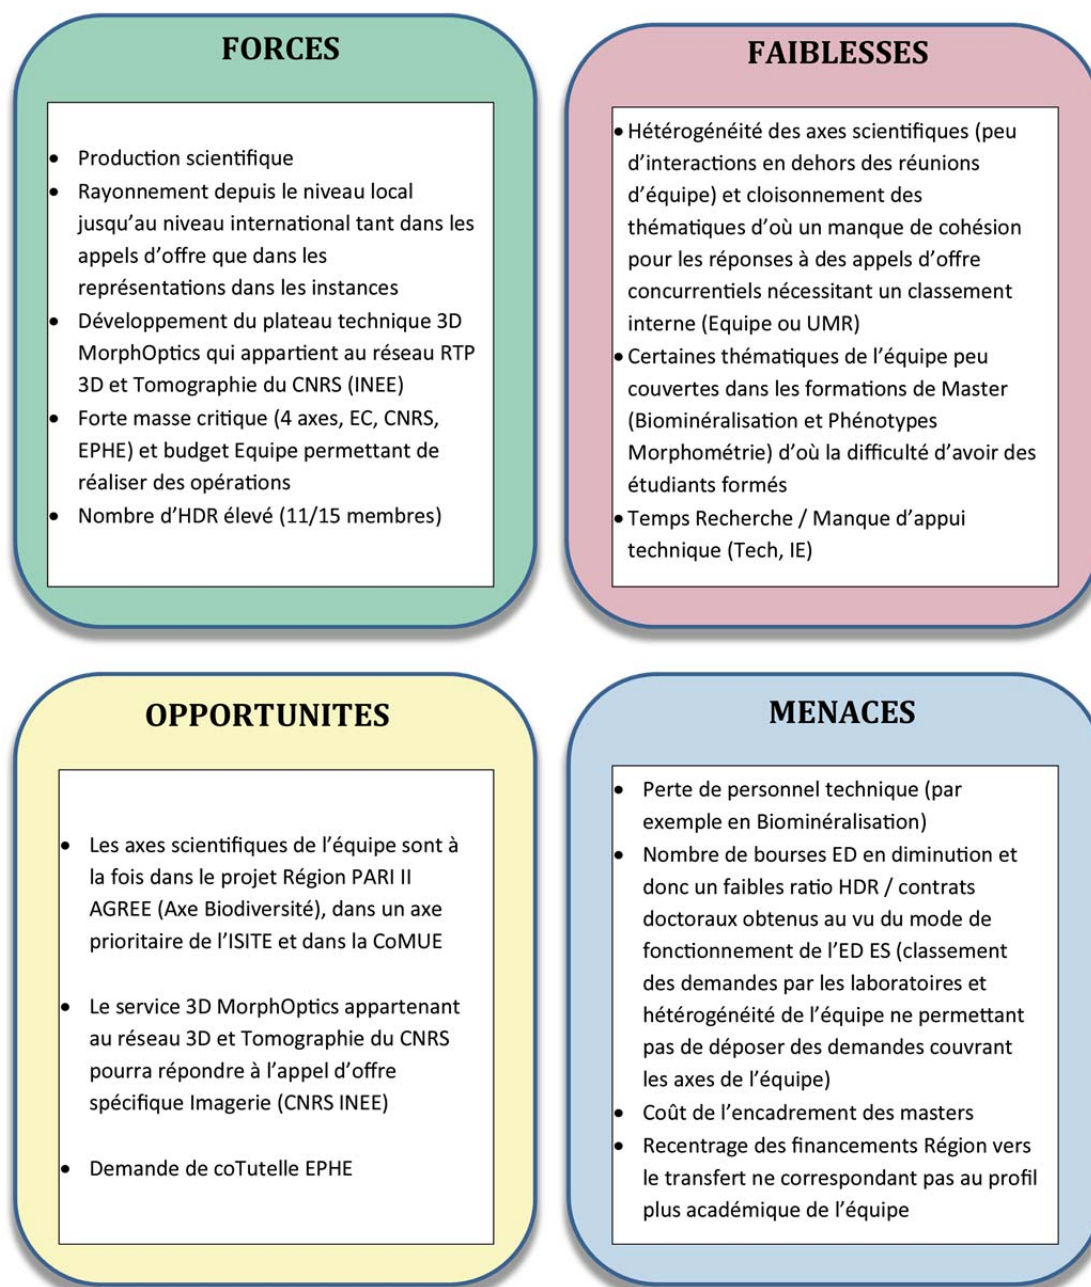 FORCES
• Production scientifique
• Rayonnement depuis le niveau local
jusqu’au niveau international tant dans les
appels d’offre que dans les
représentations dans les instances
• Développement du plateau technique 3D
MorphOptics qui appartient au réseau RTP
3D et Tomographie du CNRS (INEE)
• Forte masse critique (4 axes, EC, CNRS,
EPHE) et budget Equipe permettant de
réaliser des opérations
• Nombre d’HDR élevé (11/15 membres)
FAIBLESSES
• Hétérogénéité des axes scientifiques (peu
d’interactions en dehors des réunions
d’équipe) et cloisonnement des
thématiques d’où un manque de cohésion
pour les réponses à des appels d’offre
concurrentiels nécessitant un classement
interne (Equipe ou UMR)
• Certaines thématiques de l’équipe peu
couvertes dans les formations de Master
(Biominéralisation et Phénotypes
Morphométrie) d’où la difficulté d’avoir des
étudiants formés
• Temps Recherche / Manque d’appui
technique (Tech, IE)
OPPORTUNITES
• Les axes scientifiques de l’équipe sont à
la fois dans le projet Région PARI II
AGREE (Axe Biodiversité), dans un axe
prioritaire de l’ISITE et dans la CoMUE
• Le service 3D MorphOptics appartenant
au réseau 3D et Tomographie du CNRS
pourra répondre à l’appel d’offre
spécifique Imagerie (CNRS INEE)
• Demande de coTutelle EPHE
MENACES
• Perte de personnel technique (par
exemple en Biominéralisation)
• Nombre de bourses ED en diminution et
donc un faibles ratio HDR / contrats
doctoraux obtenus au vu du mode de
fonctionnement de l’ED ES (classement
des demandes par les laboratoires et
hétérogénéité de l’équipe ne permettant
pas de déposer des demandes couvrant
les axes de l’équipe)
• Coût de l’encadrement des masters
• Recentrage des financements Région vers
le transfert ne correspondant pas au profil
plus académique de l’équipe